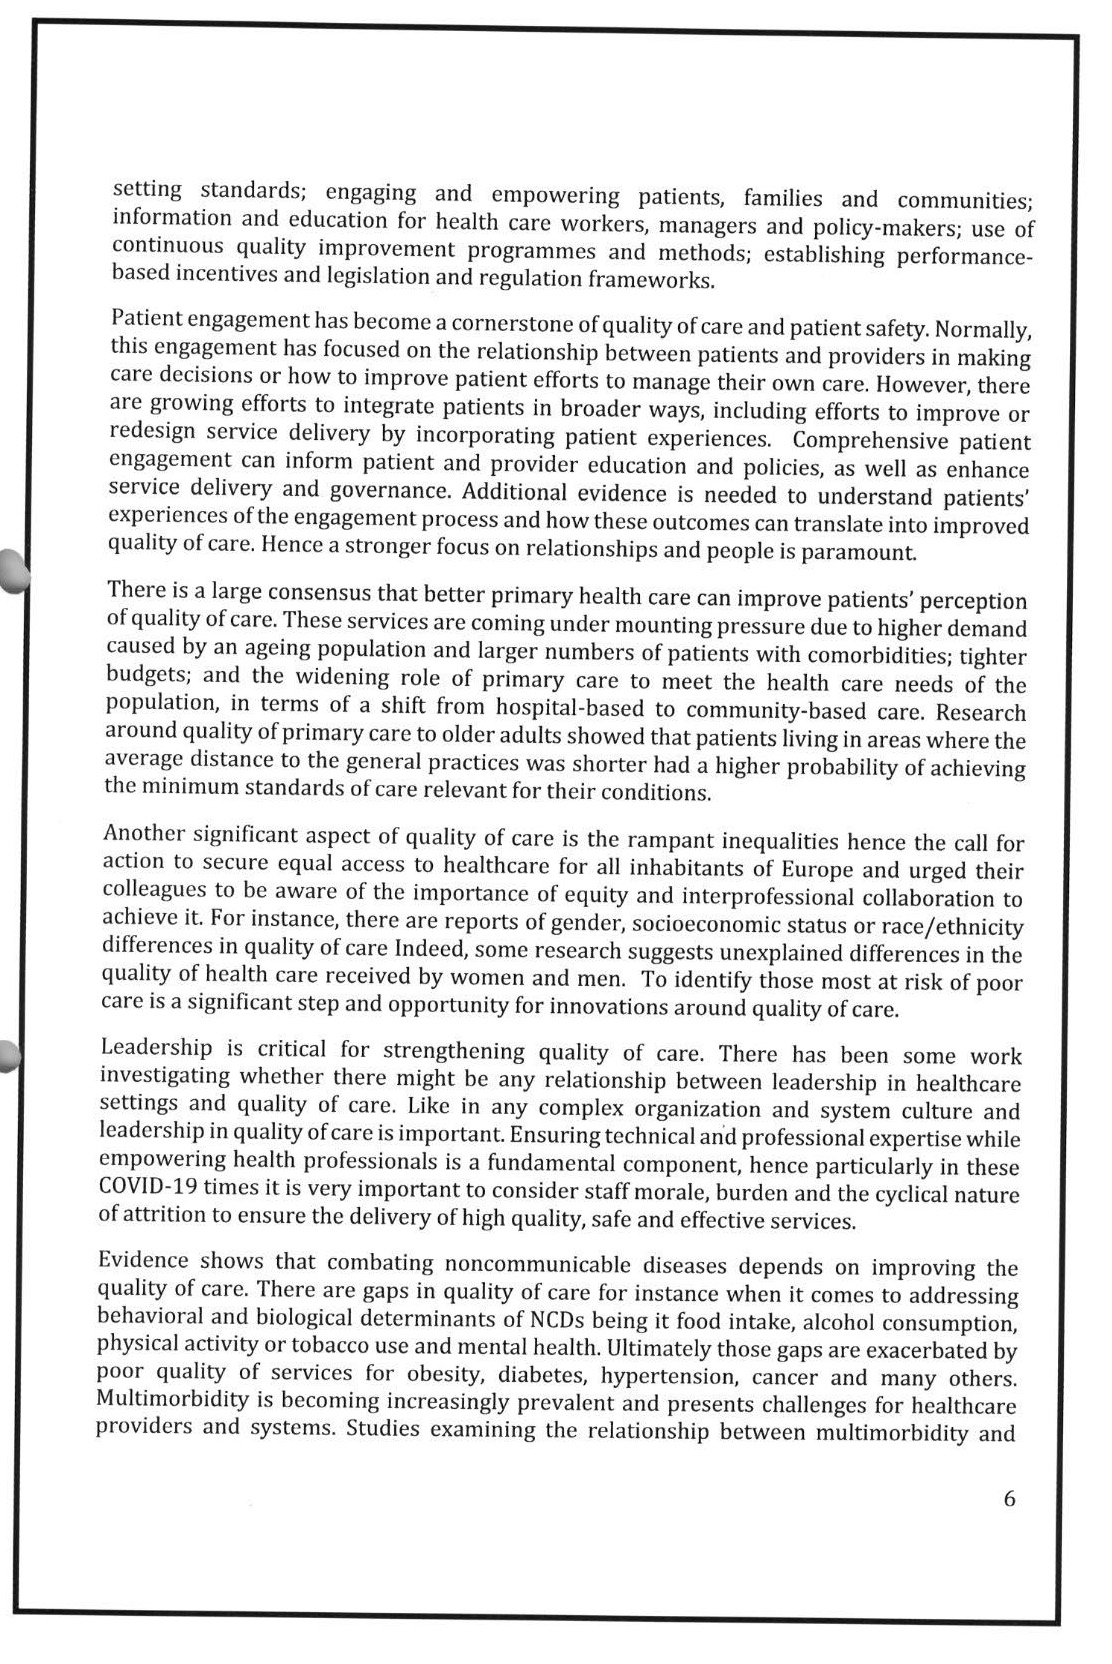 setting standards; engaging and empowering patients, families and communities;
information and education for health care workers, managers and policy-makers; use of
continuous quality improvement programmes and methods; establishing performance-
based incentives and legislation and regulation frameworks.
Patient engagement has become a cornerstone of quality of care and patient safety. Normally,
this engagement has focused on the relationship between patients and providers in making
care decisions or how to improve patient efforts to manage their own care. However, there
are growing efforts to integrate patients in broader ways, including efforts to improve or
redesign service delivery by incorporating patient experiences. Comprehensive patient
engagement can inform patient and provider education and policies, as well as enhance
service delivery and governance. Additional evidence is needed to understand patients'
experiences of the engagement process and how these outcomes can translate into improved
quality of care. Hence a stronger focus on relationships and people is paramount.
There is a large consensus that better primary health care can improve patients' perception
of quality of care. These services are coming under mounting pressure due to higher demand
caused by an ageing population and larger numbers of patients with comorbidities; tighter
budgets; and the widening role of primary care to meet the health care needs of the
population, in terms of a shift from hospital-based to community-based care. Research
around quality of primary care to older adults showed that patients living in areas where the
average distance to the general practices was shorter had a higher probability of achieving
the minimum standards of care relevant for their conditions.
Another significant aspect of quality of care is the rampant inequalities hence the call for
action to secure equal access to healthcare for all inhabitants of Europe and urged their
colleagues to be aware of the importance of equity and interprofessional collaboration to
achieve it. For instance, there are reports of gender, socioeconomic status or race/ethnicity
differences in quality of care Indeed, some research suggests unexplained differences in the
quality of health care received by women and men. To identify those most at risk of poor
care is a significant step and opportunity for innovations around quality of care.
Leadership is critical for strengthening quality of care. There has been some work
investigating whether there might be any relationship between leadership in healthcare
settings and quality of care. Like in any complex organization and system culture and
leadership in quality of care is important. Ensuring technical and professional expertise while
empowering health professionals is a fundamental component, hence particularly in these
COVID-19 times it is very important to consider staff morale, burden and the cyclical nature
of attrition to ensure the delivery of high quality, safe and effective services.
Evidence shows that combating noncommunicable diseases depends on improving the
quality of care. There are gaps in quality of care for instance when it comes to addressing
behavioral and biological determinants of NCDs being it food intake, alcohol consumption,
physical activity or tobacco use and mental health. Ultimately those gaps are exacerbated by
poor quality of services for obesity, diabetes, hypertension, cancer and many others.
Multimorbidity is becoming increasingly prevalent and presents challenges for healthcare
providers and systems. Studies examining the relationship between multimorbidity and
6